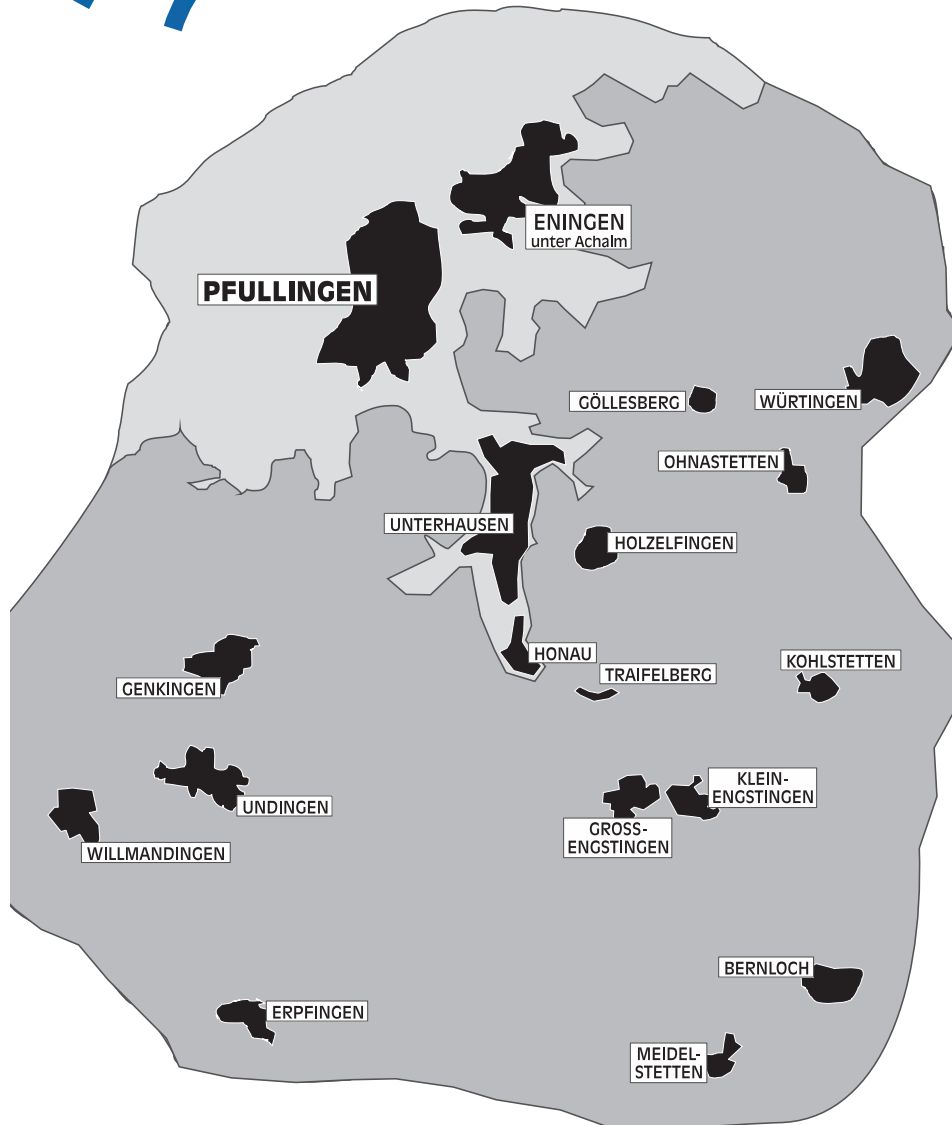 ENINGEN
unter Achalm
PFULLINGEN
GÖLLESBERG
WÜRTINGEN
OHNASTETTEN
UNTERHAUSEN
HOLZELFINGEN
HONAU
KOHLSTETTEN
TRAIFELBERG
GENKINGEN
KLEIN-
ENGSTINGEN
UNDINGEN
GROSS-
ENGSTINGEN
WILLMANDINGEN
BERNLOCH
ERPFINGEN
MEIDEL-
STETTEN